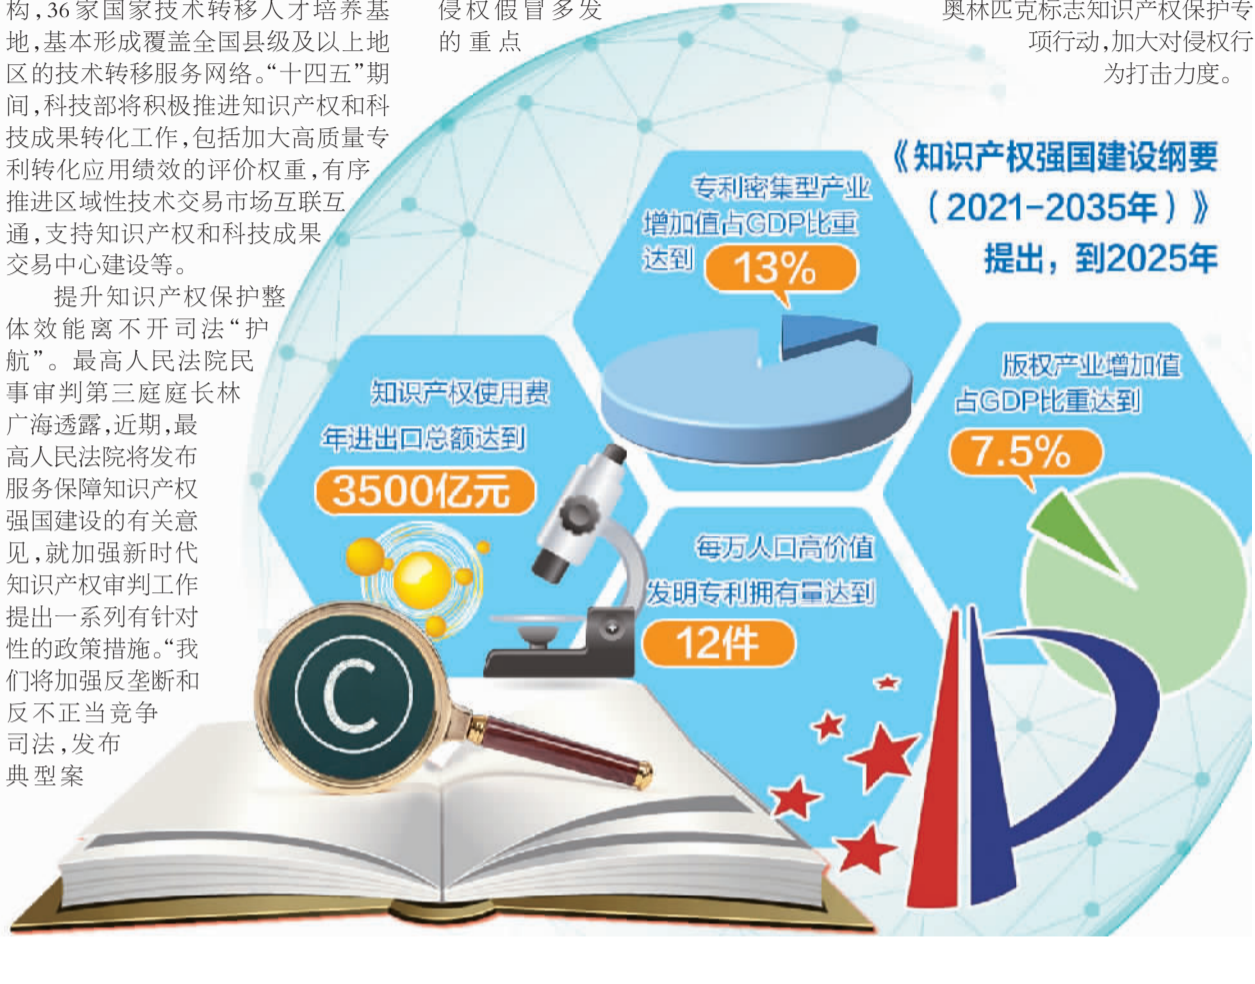 构，36家国家技术转移人才培养基
地，基本形成覆盖全国县级及以上地
区的技术转移服务网络。“十四五”期
间，科技部将积极推进知识产权和科
技成果转化工作，包括加大高质量专
利转化应用绩效的评价权重，有序
推进区域性技术交易市场互联互
通，支持知识产权和科技成果
交易中心建设等。
提升知识产权保护整
体效能离不开司法“护
航”。最高人民法院民
事审判第三庭庭长林
广海透露，近期，最
高人民法院将发布
服务保障知识产权
强国建设的有关意
见，就加强新时代
知识产权审判工作
提出一系列有针对
性的政策措施。“我
们将加强反垄断和
反不正当竞争
司法，发布
典型案
侵权假冒多发
的重点
奥林匹克标志知识产权保护专
项行动，加大对侵权行
为打击力度。
《知识产权强国建设纲要
（2021-2035年）》
提出，到2025年
专利密集型产业
增加值占GDP比重
达到 13%
知识产权使用费
年进出口总额达到
3500亿元
版权产业增加值
占GDP比重达到
7.5%
每万人口高价值
发明专利拥有量达到
12件
C